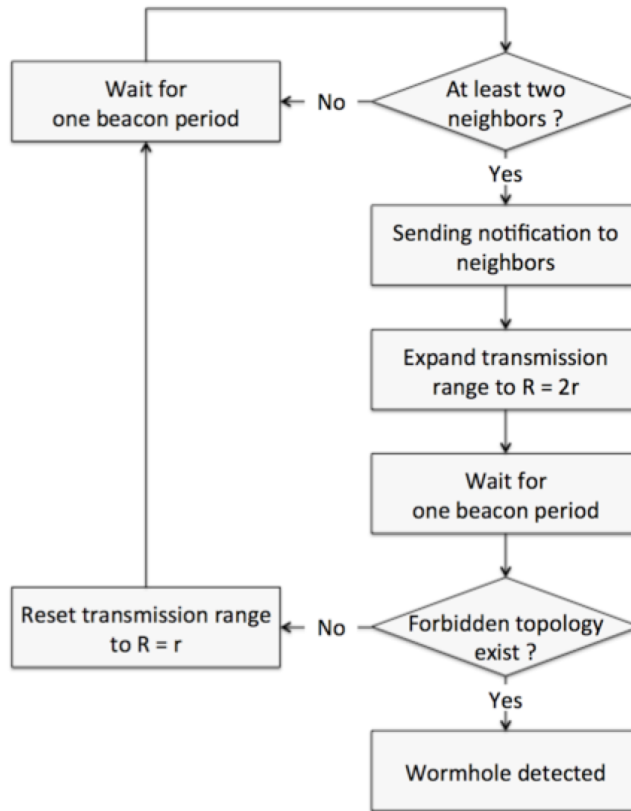 Wait for
one beacon period
No
At least two
neighbors ?
Yes
Sending notification to
neighbors
Expand transmission
range to R = 2r
Wait for
one beacon period
Reset transmission range
to R = r
No
Forbidden topology
exist ?
Yes
Wormhole detected